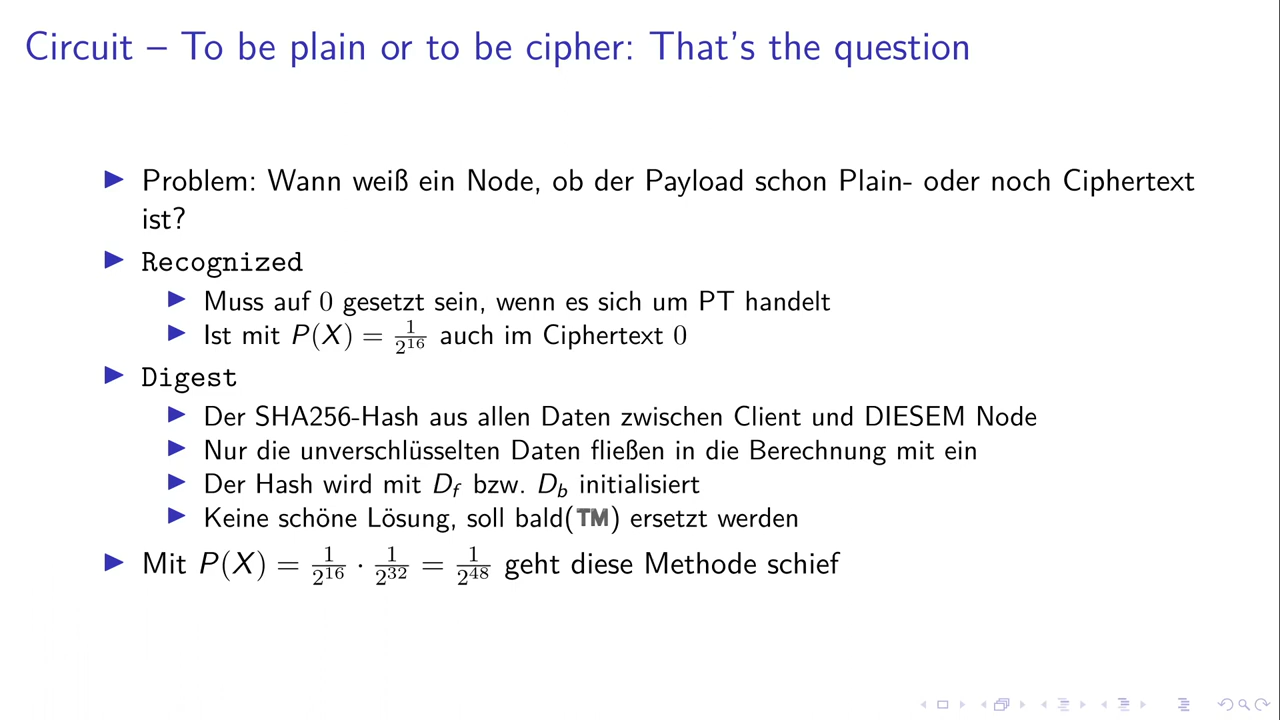 Circuit – To be plain or to be cipher: That's the question
Problem: Wann weiß ein Node, ob der Payload schon Plain- oder noch Ciphertext
ist?
Recognized
Muss auf 0 gesetzt sein, wenn es sich um PT handelt
Ist mit P(X) = 1/2^16 auch im Ciphertext 0
Digest
Der SHA256-Hash aus allen Daten zwischen Client und DIESEM Node
Nur die unverschlüsselten Daten fließen in die Berechnung mit ein
Der Hash wird mit D_f bzw. D_b initialisiert
Keine schöne Lösung, soll bald(™) ersetzt werden
Mit P(X) = 1/2^16 · 1/2^32 = 1/2^48 geht diese Methode schief